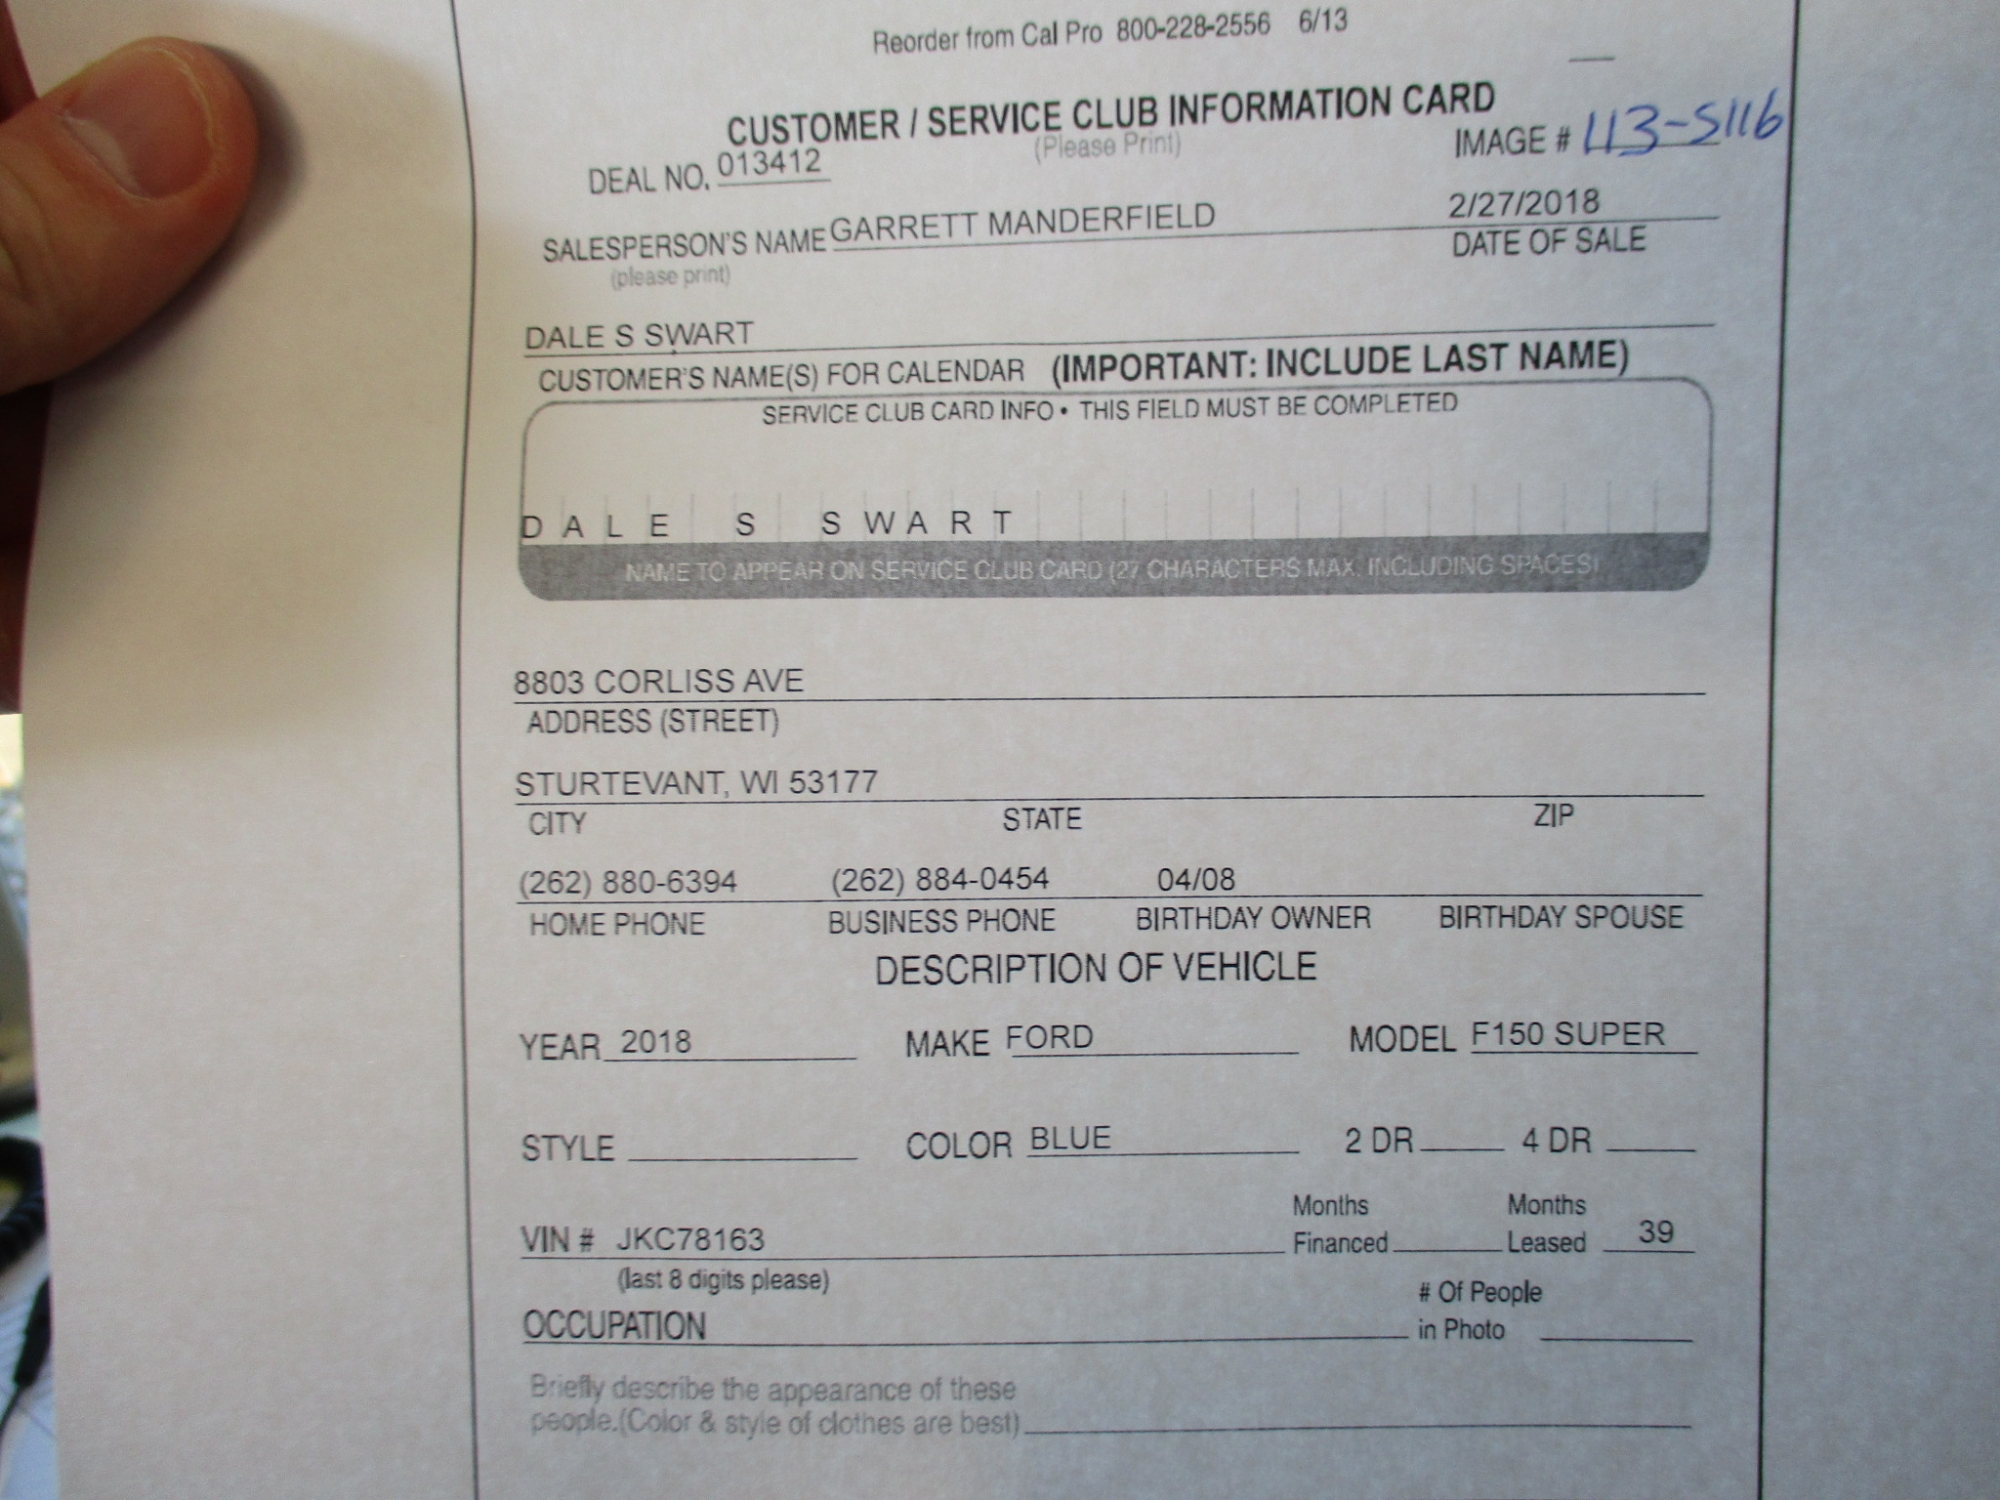 Reorder from Cal Pro 800-228-2556 6/13
CUSTOMER / SERVICE CLUB INFORMATION CARD
(Please Print)
DEAL NO. 013412
IMAGE # 113-5116
SALESPERSON'S NAME GARRETT MANDERFIELD 2/27/2018
(please print) DATE OF SALE
DALE S SWART
CUSTOMER'S NAME(S) FOR CALENDAR (IMPORTANT: INCLUDE LAST NAME)
SERVICE CLUB CARD INFO • THIS FIELD MUST BE COMPLETED
DALE S SWART
NAME TO APPEAR ON SERVICE CLUB CARD (27 CHARACTERS MAX. INCLUDING SPACES)
8803 CORLISS AVE
ADDRESS (STREET)
STURTEVANT, WI 53177
CITY STATE ZIP
(262) 880-6394 (262) 884-0454 04/08
HOME PHONE BUSINESS PHONE BIRTHDAY OWNER BIRTHDAY SPOUSE
DESCRIPTION OF VEHICLE
YEAR 2018 MAKE FORD MODEL F150 SUPER
STYLE COLOR BLUE 2 DR 4 DR
Months Months
VIN # JKC78163 Financed Leased 39
(last 8 digits please) # Of People
OCCUPATION in Photo
Briefly describe the appearance of these
people.(Color & style of clothes are best)